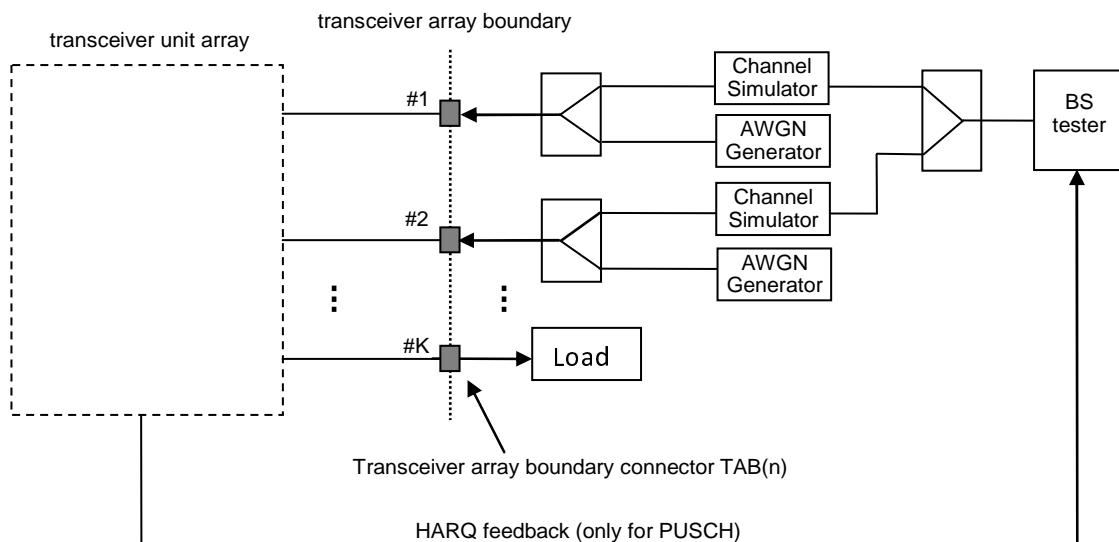 transceiver array boundary
transceiver unit array
#1
Channel
Simulator
AWGN
Generator
BS
tester
#2
Channel
Simulator
AWGN
Generator
#K
Load
Transceiver array boundary connector TAB(n)
HARQ feedback (only for PUSCH)